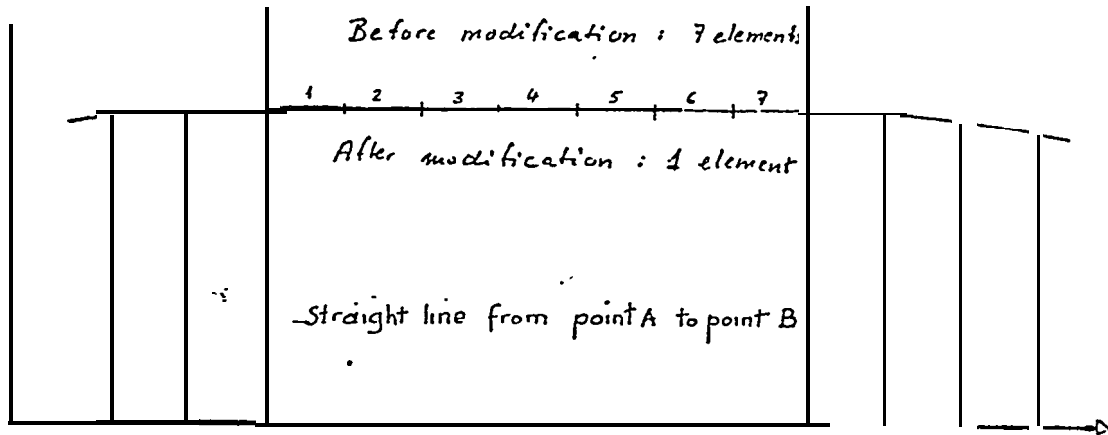 Before modification : 7 elements
1 2 3 4 5 6 7
After modification : 1 element
Straight line from point A to point B